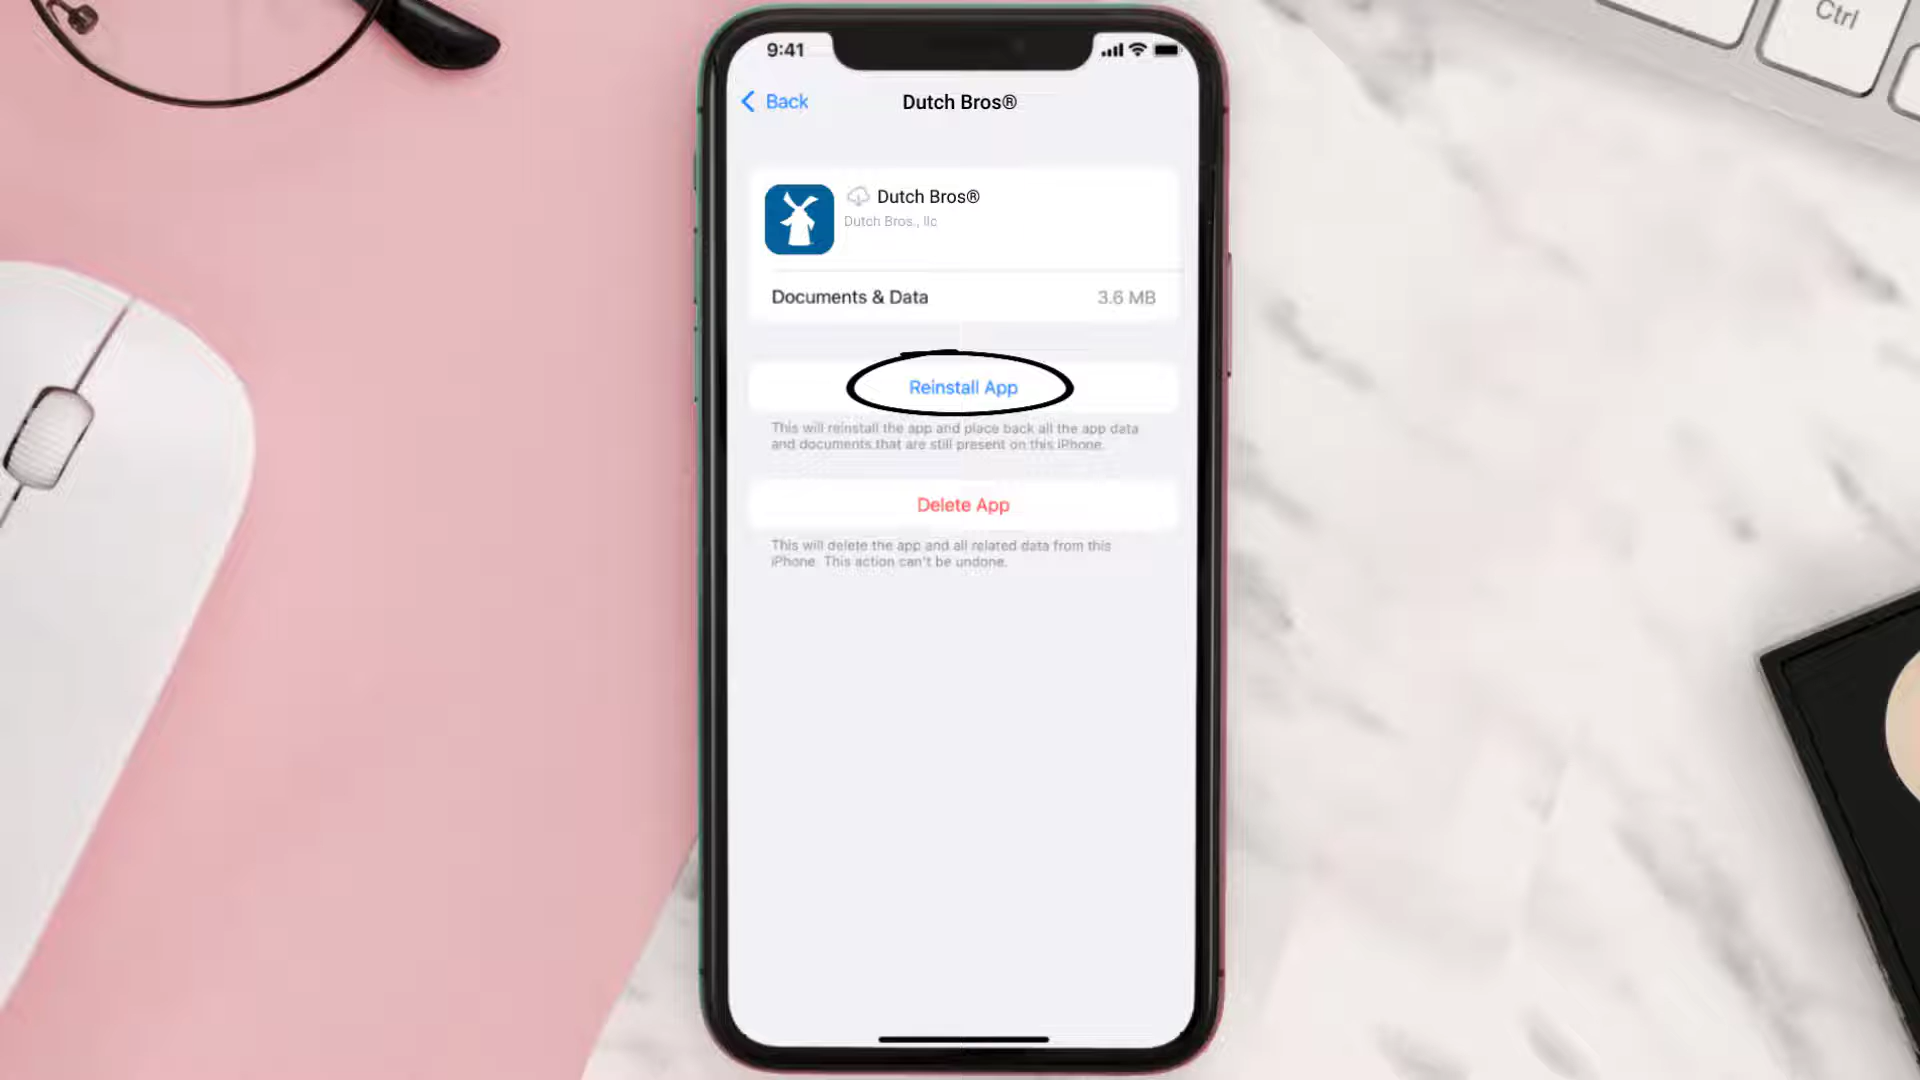 Ctrl
9:41
Back
Dutch Bros®
Dutch Bros®
Dutch Bros., llc
Documents & Data
3.6 MB
Reinstall App
This will reinstall the app and place back all the app data
and documents that are still present on this iPhone.
Delete App
This will delete the app and all related data from this
iPhone. This action can't be undone.